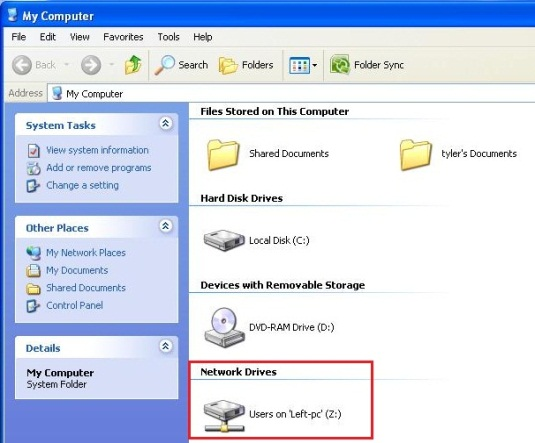 My Computer
File Edit View Favorites Tools Help
Back Search Folders Folder Sync
Address My Computer
System Tasks
View system information
Add or remove programs
Change a setting
Other Places
My Network Places
My Documents
Shared Documents
Control Panel
Details
My Computer
System Folder
Files Stored on This Computer
Shared Documents tyler's Documents
Hard Disk Drives
Local Disk (C:)
Devices with Removable Storage
DVD-RAM Drive (D:)
Network Drives
Users on 'Left-pc' (Z:)